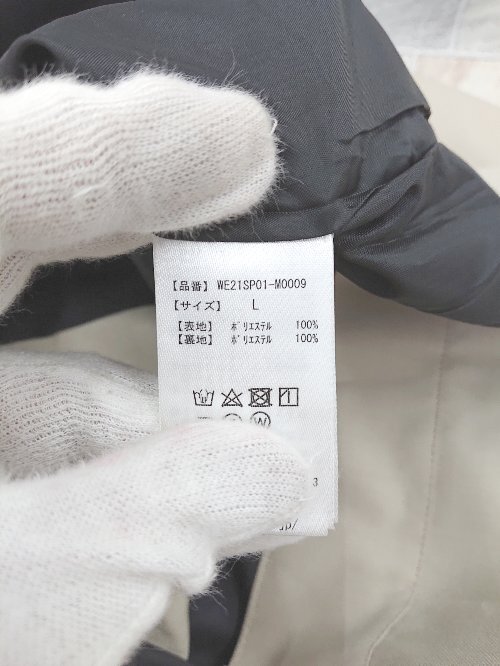 【品番】 WE21SP01-M0009
【サイズ】 L
【表地】 ﾎﾟﾘｴｽﾃﾙ 100%
【裏地】 ﾎﾟﾘｴｽﾃﾙ 100%
W
3